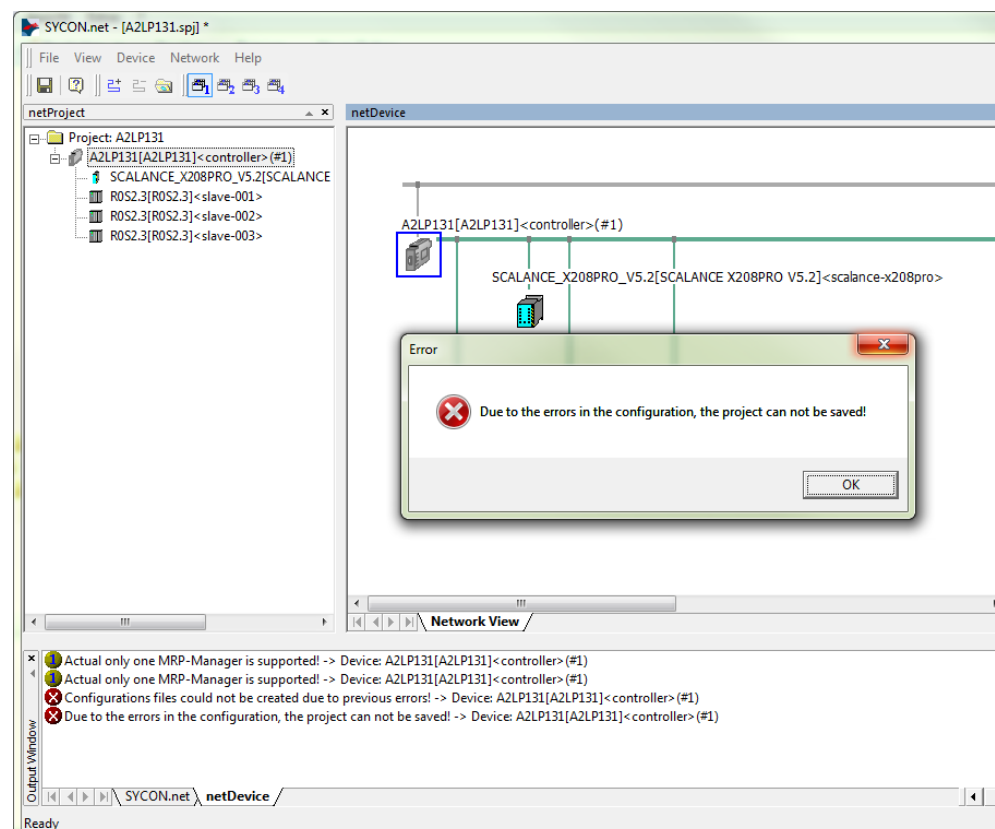 SYCON.net - [A2LP131.spj] *
File View Device Network Help
1 2 3 4
netProject
netDevice
Project: A2LP131
A2LP131[A2LP131]<controller>(#1)
SCALANCE_X208PRO_V5.2[SCALANCE
R0S2.3[R0S2.3]<slave-001>
R0S2.3[R0S2.3]<slave-002>
R0S2.3[R0S2.3]<slave-003>
A2LP131[A2LP131]<controller>(#1)
SCALANCE_X208PRO_V5.2[SCALANCE X208PRO V5.2]<scalance-x208pro>
Error
Due to the errors in the configuration, the project can not be saved!
OK
Network View
Actual only one MRP-Manager is supported! -> Device: A2LP131[A2LP131]<controller>(#1)
Actual only one MRP-Manager is supported! -> Device: A2LP131[A2LP131]<controller>(#1)
Configurations files could not be created due to previous errors! -> Device: A2LP131[A2LP131]<controller>(#1)
Due to the errors in the configuration, the project can not be saved! -> Device: A2LP131[A2LP131]<controller>(#1)
Output Window
SYCON.net netDevice
Ready